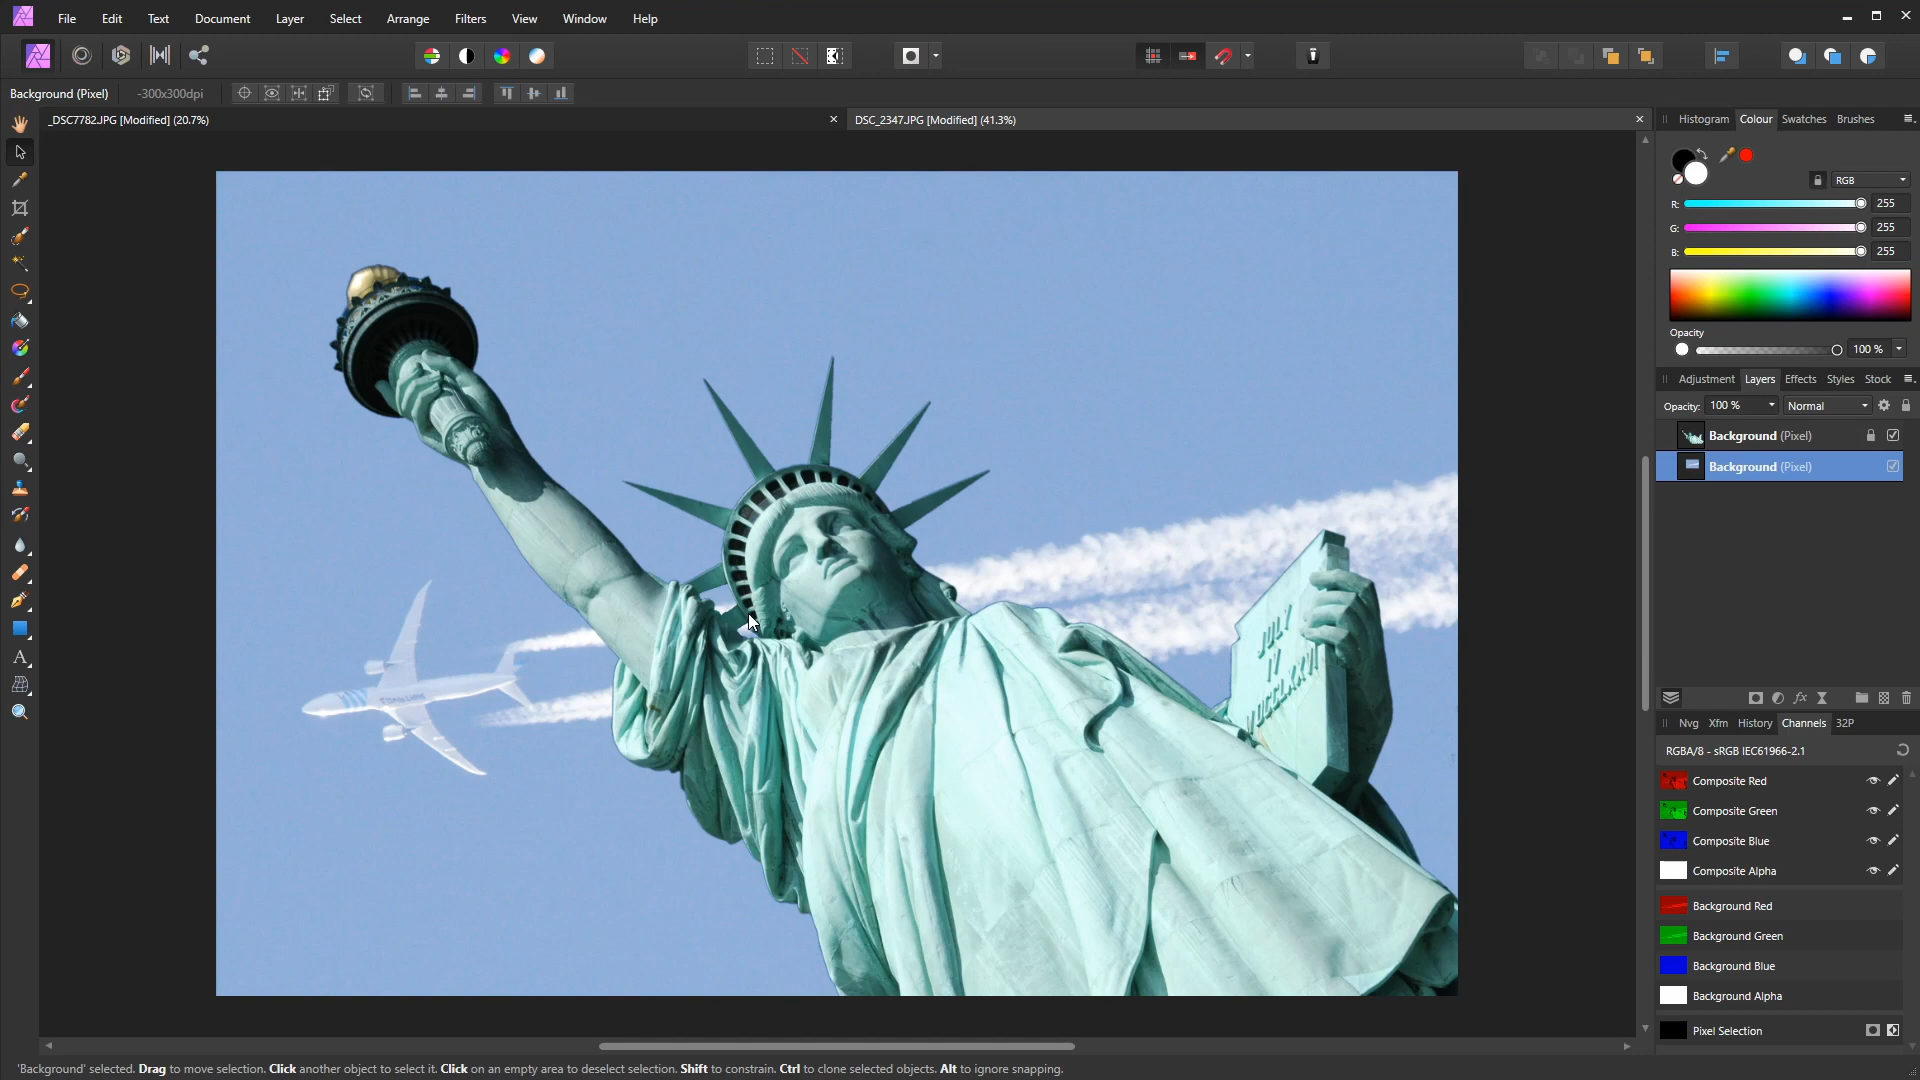 File Edit Text Document Layer Select Arrange Filters View Window Help
Background (Pixel) -300x300dpi
_DSC7782.JPG [Modified] (20.7%) DSC_2347.JPG [Modified] (41.3%)
Histogram Colour Swatches Brushes
RGB
R: 255
G: 255
B: 255
Opacity
100 %
Adjustment Layers Effects Styles Stock
Opacity: 100 % Normal
Background (Pixel)
Background (Pixel)
JULY
IV
MDCCLXXVI
Nvg Xfm History Channels 32P
RGBA/8 - sRGB IEC61966-2.1
Composite Red
Composite Green
Composite Blue
Composite Alpha
Background Red
Background Green
Background Blue
Background Alpha
Pixel Selection
'Background' selected. Drag to move selection. Click another object to select it. Click on an empty area to deselect selection. Shift to constrain. Ctrl to clone selected objects. Alt to ignore snapping.